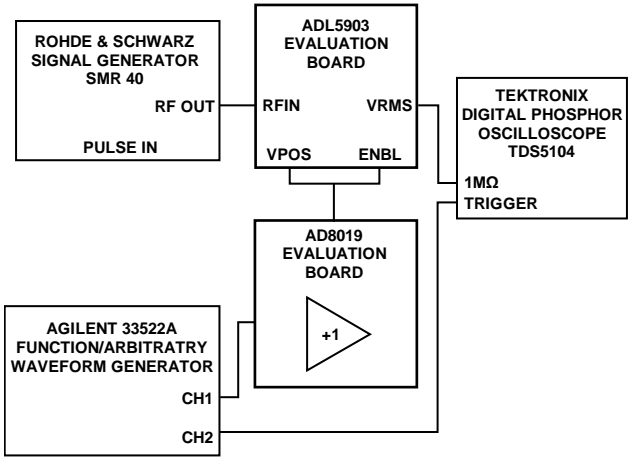 ROHDE & SCHWARZ
SIGNAL GENERATOR
SMR 40
RF OUT
PULSE IN
ADL5903
EVALUATION
BOARD
RFIN
VRMS
VPOS
ENBL
TEKTRONIX
DIGITAL PHOSPHOR
OSCILLOSCOPE
TDS5104
1MΩ
TRIGGER
AD8019
EVALUATION
BOARD
+1
AGILENT 33522A
FUNCTION/ARBITRATRY
WAVEFORM GENERATOR
CH1
CH2